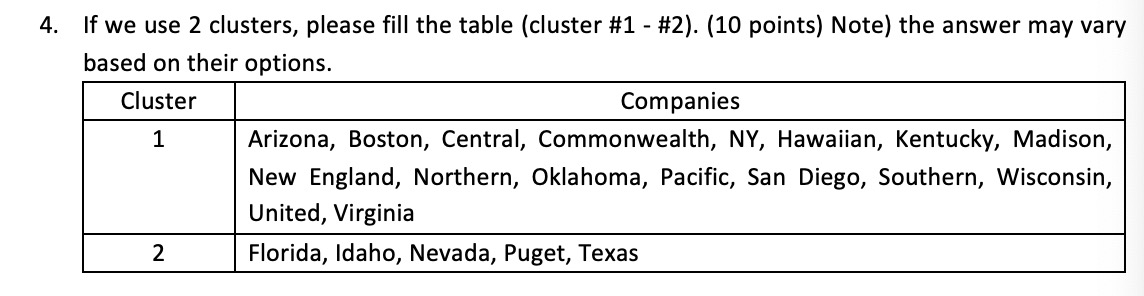 4. If we use 2 clusters, please fill the table (cluster #1 - #2). (10 points) Note) the answer may vary
based on their options.
Cluster Companies
1 Arizona, Boston, Central, Commonwealth, NY, Hawaiian, Kentucky, Madison,
New England, Northern, Oklahoma, Pacific, San Diego, Southern, Wisconsin,
United, Virginia
2 Florida, Idaho, Nevada, Puget, Texas